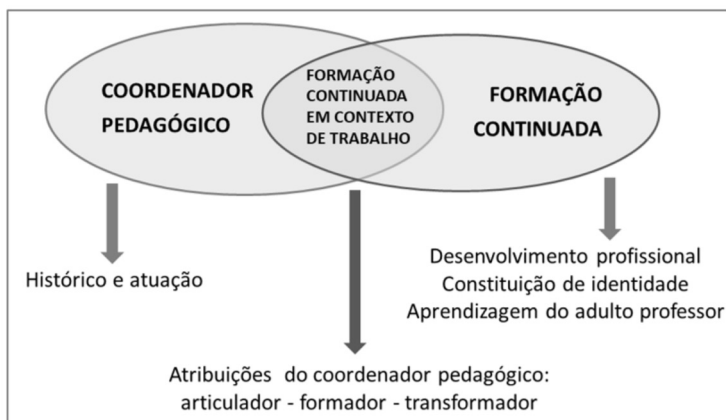 COORDENADOR
PEDAGÓGICO
FORMAÇÃO
CONTINUADA
EM CONTEXTO
DE TRABALHO
FORMAÇÃO
CONTINUADA
Histórico e atuação
Desenvolvimento profissional
Constituição de identidade
Aprendizagem do adulto professor
Atribuições do coordenador pedagógico:
articulador - formador - transformador